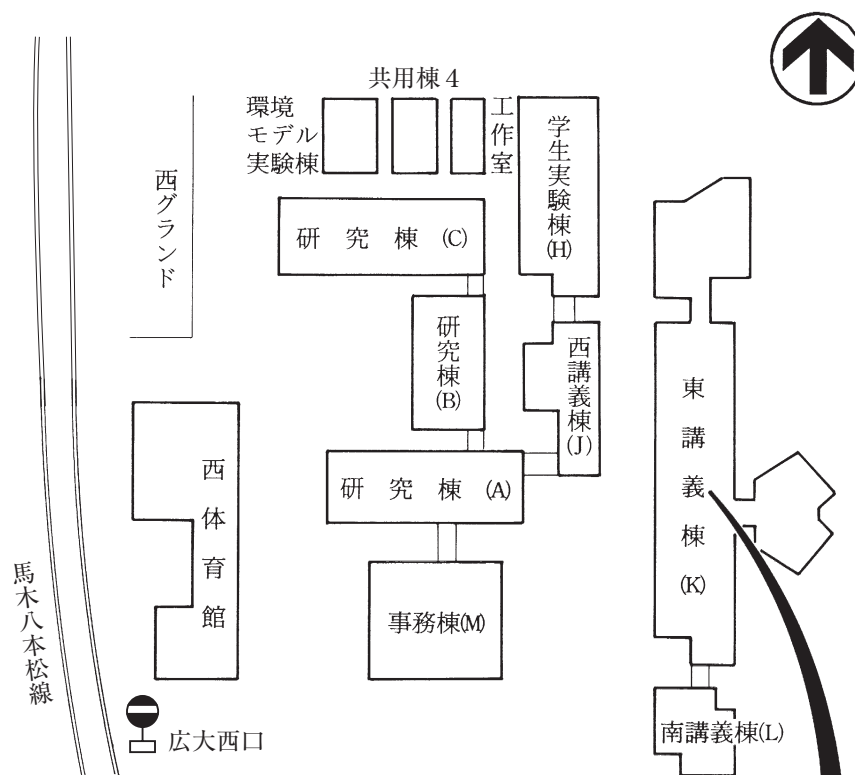 共用棟4
環境
モデル
実験棟
工作室
学生実験棟(H)
西グランド
研究棟(C)
研究棟(B)
西講義棟(J)
東講義棟(K)
研究棟(A)
西体育館
事務棟(M)
馬木八本松線
広大西口
南講義棟(L)